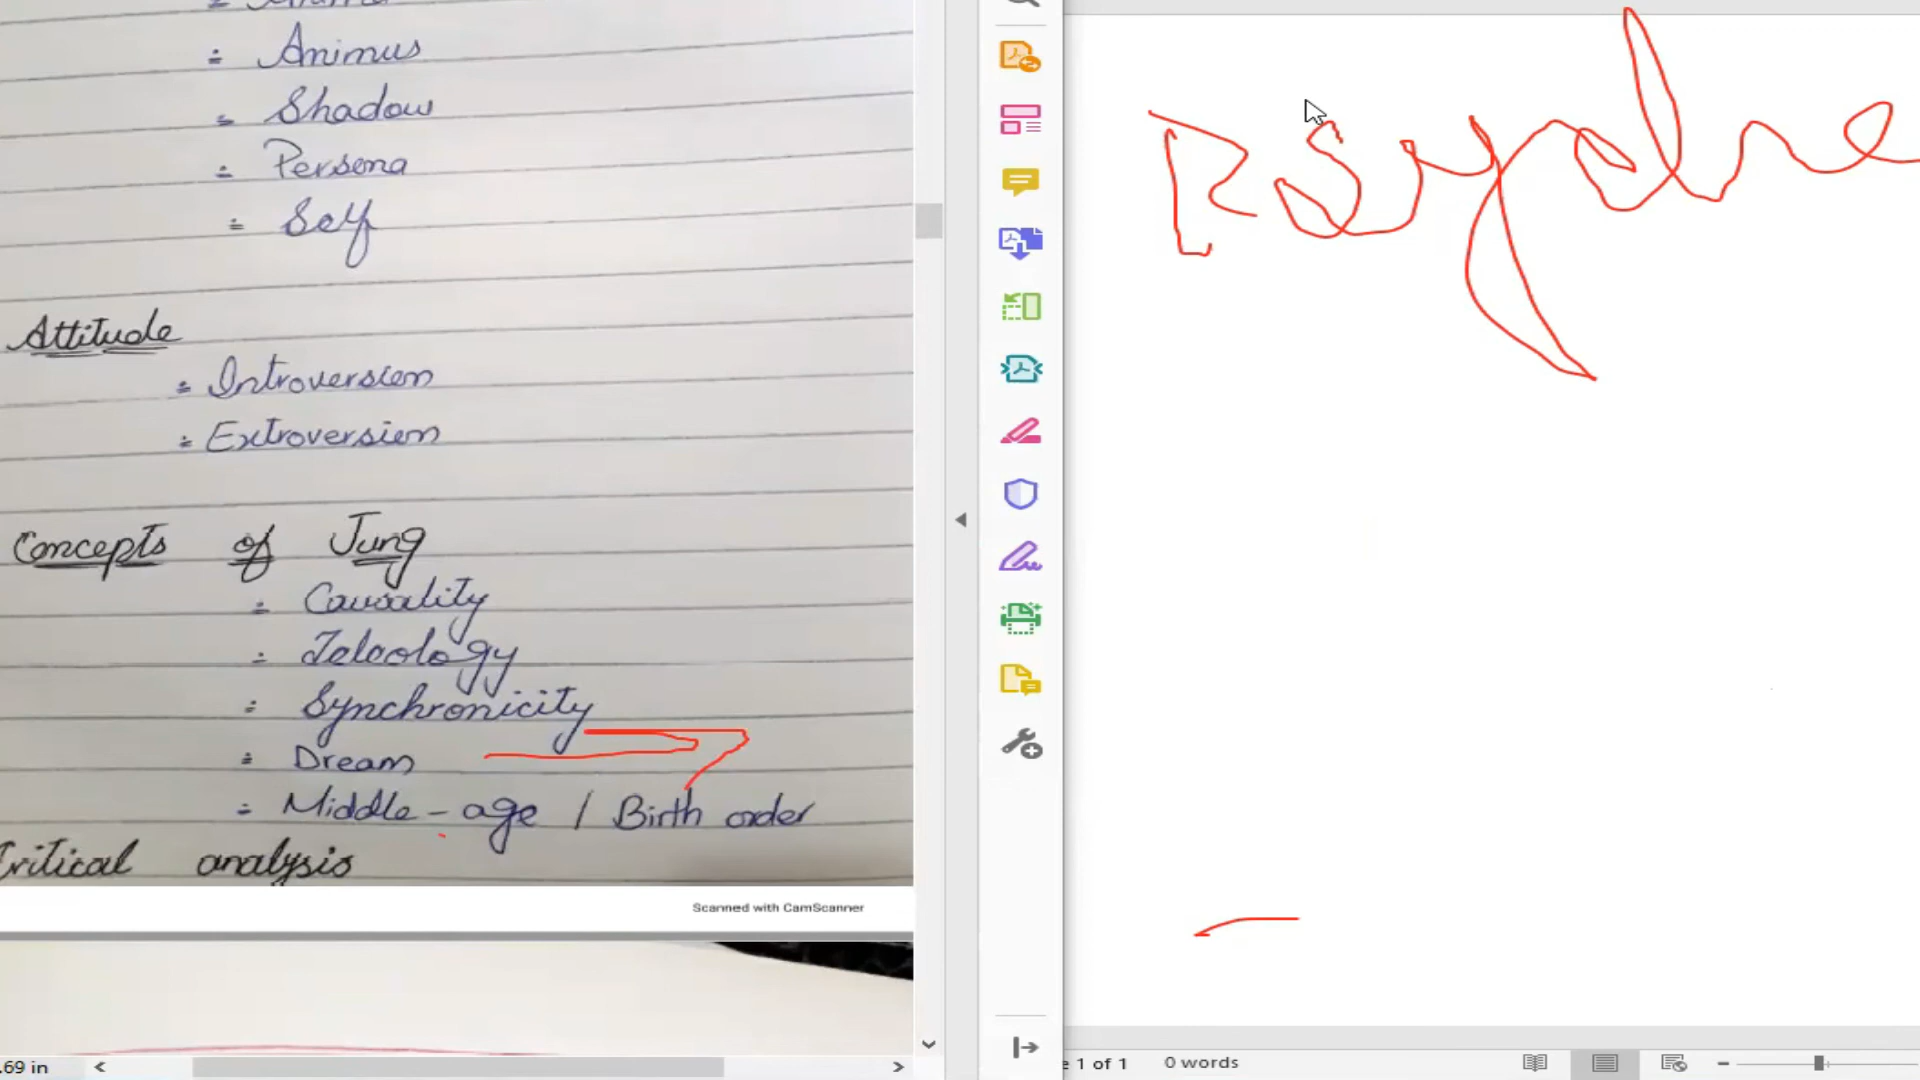 = Animus
= Shadow
= Persona
= Self
Attitude
= Introversion
= Extroversion
Concepts of Jung
= Causality
= Teleology
= Synchronicity
= Dream
= Middle - age / Birth order
Critical analysis
Scanned with CamScanner
.69 in
1 of 1
0 words